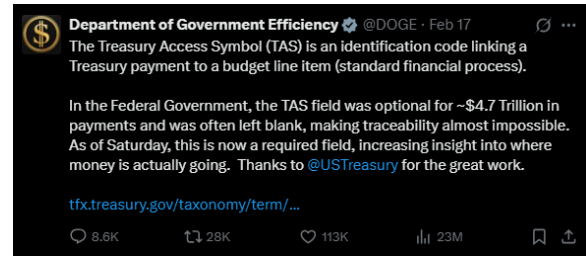 Department of Government Efficiency @DOGE · Feb 17
The Treasury Access Symbol (TAS) is an identification code linking a
Treasury payment to a budget line item (standard financial process).
In the Federal Government, the TAS field was optional for ~$4.7 Trillion in
payments and was often left blank, making traceability almost impossible.
As of Saturday, this is now a required field, increasing insight into where
money is actually going.  Thanks to @USTreasury for the great work.
tfx.treasury.gov/taxonomy/term/...
8.6K 28K 113K 23M